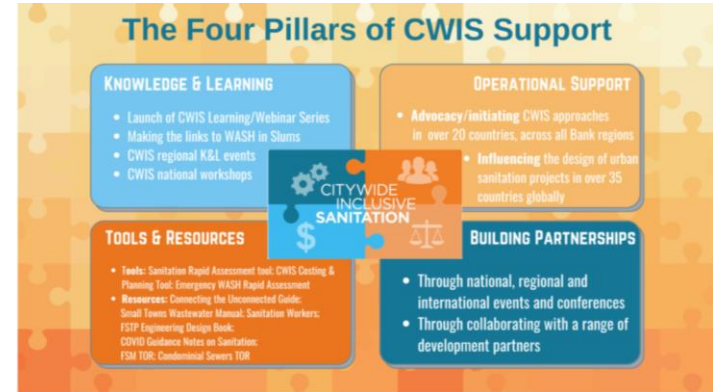 The Four Pillars of CWIS Support
KNOWLEDGE & LEARNING
• Launch of CWIS Learning/Webinar Series
• Making the links to WASH in Slums
• CWIS regional K&L events
• CWIS national workshops
OPERATIONAL SUPPORT
• Advocacy/initiating CWIS approaches
in over 20 countries, across all Bank regions
• Influencing the design of urban
sanitation projects in over 35
countries globally
CITYWIDE
INCLUSIVE
SANITATION
$
TOOLS & RESOURCES
• Tools: Sanitation Rapid Assessment tool; CWIS Costing &
Planning Tool; Emergency WASH Rapid Assessment
• Resources: Connecting the Unconnected Guide;
Small Towns Wastewater Manual; Sanitation Workers;
FSTP Engineering Design Book;
COVID Guidance Notes on Sanitation;
FSM TOR; Condominial Sewers TOR
BUILDING PARTNERSHIPS
• Through national, regional and
international events and conferences
• Through collaborating with a range of
development partners